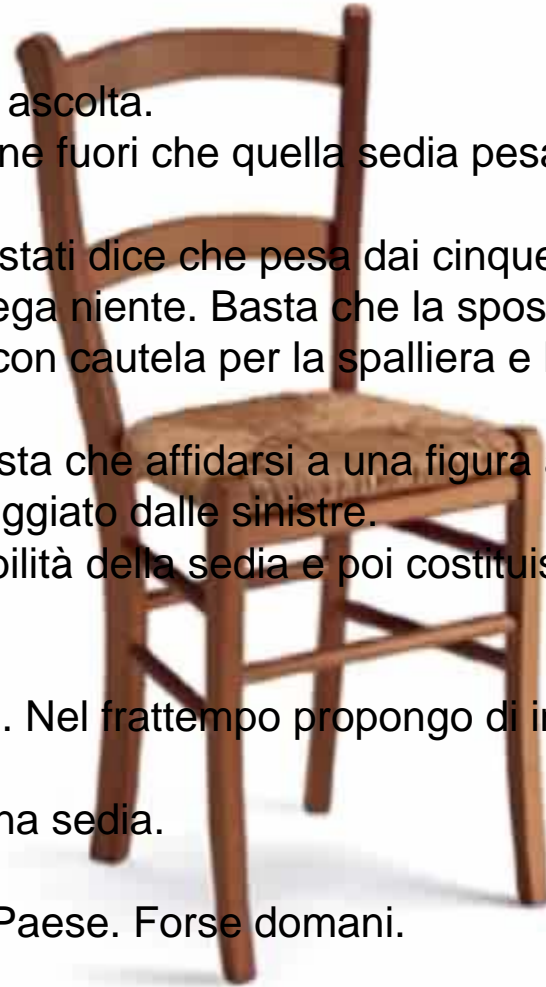 ascolta.
ne fuori che quella sedia pesa
stati dice che pesa dai cinque
ega niente. Basta che la spos
con cautela per la spalliera e
sta che affidarsi a una figura
ggiato dalle sinistre.
bilità della sedia e poi costituis
. Nel frattempo propongo di in
na sedia.
Paese. Forse domani.